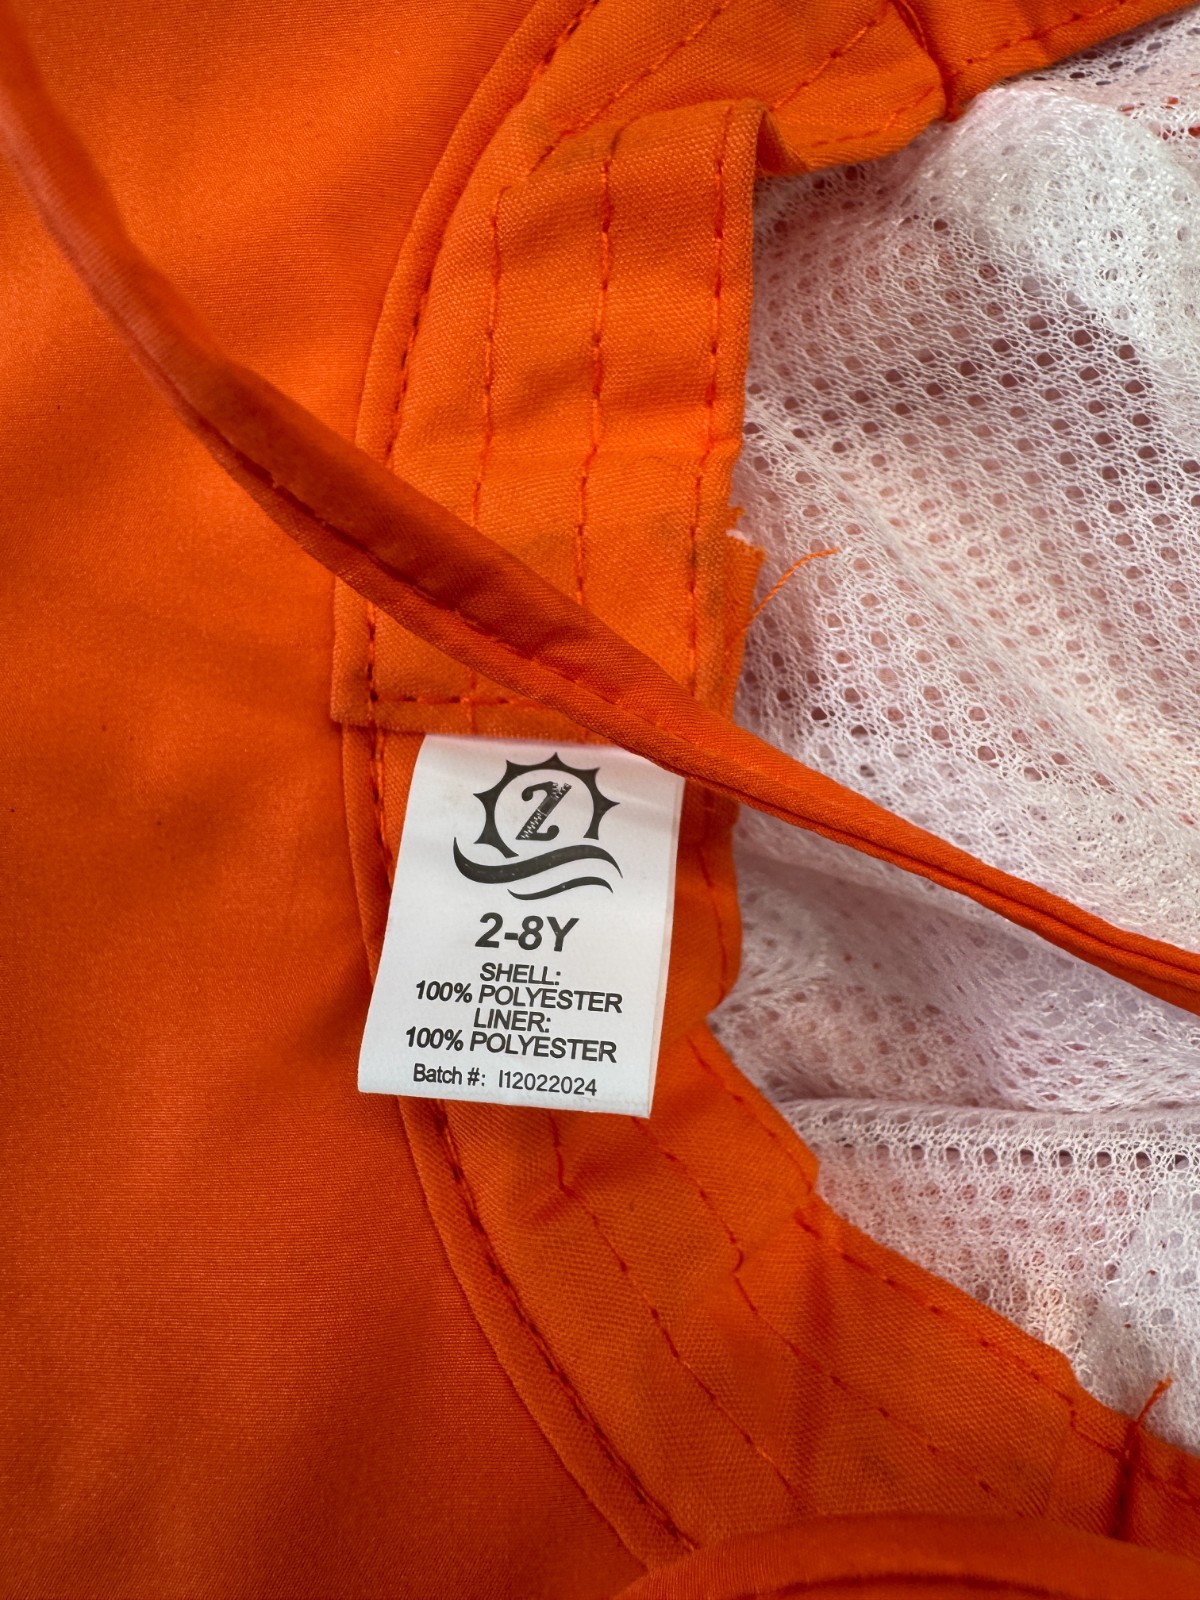 Z
2-8Y
SHELL:
100% POLYESTER
LINER:
100% POLYESTER
Batch #: I12022024